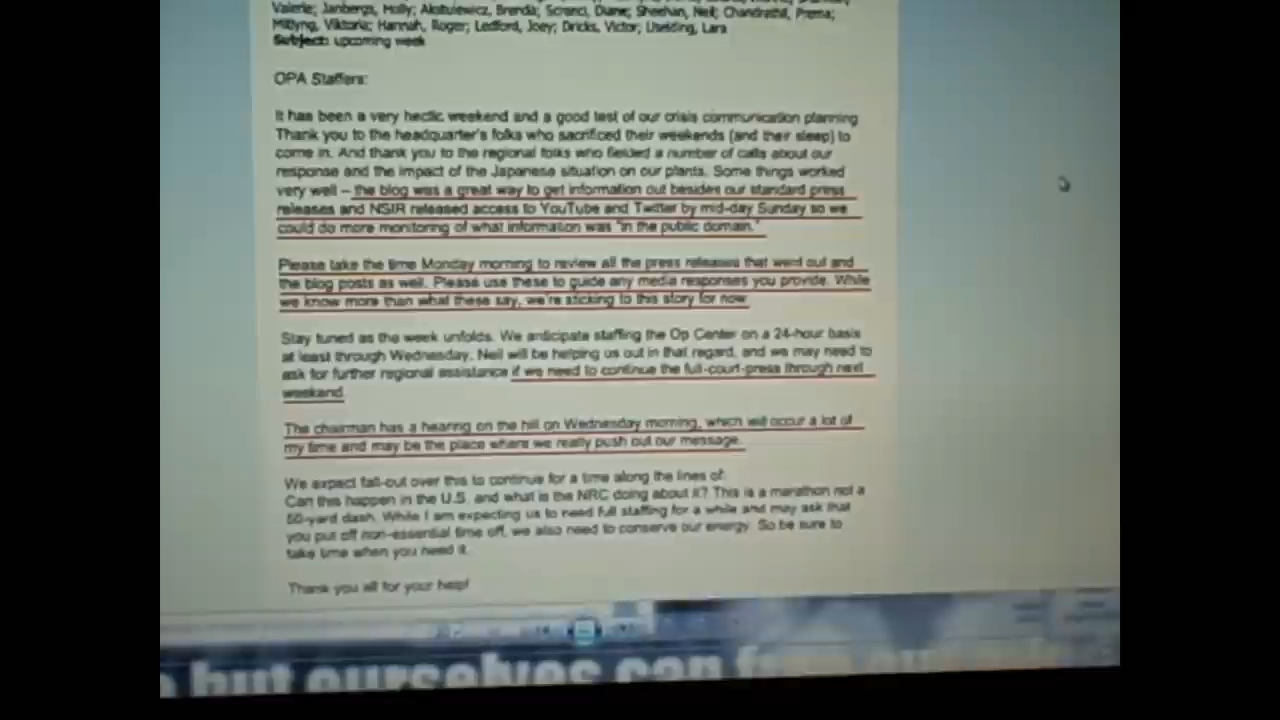 Valerie; Janbergs, Holly; Akstulewicz, Brenda; Screnci, Diane; Sheehan, Neil; Chandrathil, Prema;
Mitlyng, Viktoria; Hannah, Roger; Ledford, Joey; Dricks, Victor; Uselding, Lara
Subject: upcoming week
OPA Staffers:
It has been a very hectic weekend and a good test of our crisis communication planning
Thank you to the headquarter's folks who sacrificed their weekends (and their sleep) to
come in. And thank you to the regional folks who fielded a number of calls about our
response and the impact of the Japanese situation on our plants. Some things worked
very well – the blog was a great way to get information out besides our standard press
releases and NSIR released access to YouTube and Twitter by mid-day Sunday so we
could do more monitoring of what information was "in the public domain."
Please take the time Monday morning to review all the press releases that went out and
the blog posts as well. Please use these to guide any media responses you provide. While
we know more than what these say, we're sticking to this story for now
Stay tuned as the week unfolds. We anticipate staffing the Op Center on a 24-hour basis
at least through Wednesday. Neil will be helping us out in that regard, and we may need to
ask for further regional assistance if we need to continue the full-court-press through next
weekend.
The chairman has a hearing on the hill on Wednesday morning, which will occur a lot of
my time and may be the place where we really push out our message.
We expect fall-out over this to continue for a time along the lines of:
Can this happen in the U.S. and what is the NRC doing about it? This is a marathon not a
50-yard dash. While I am expecting us to need full staffing for a while and may ask that
you put off non-essential time off, we also need to conserve our energy. So be sure to
take time when you need it.
Thank you all for your help!
but ourselves can